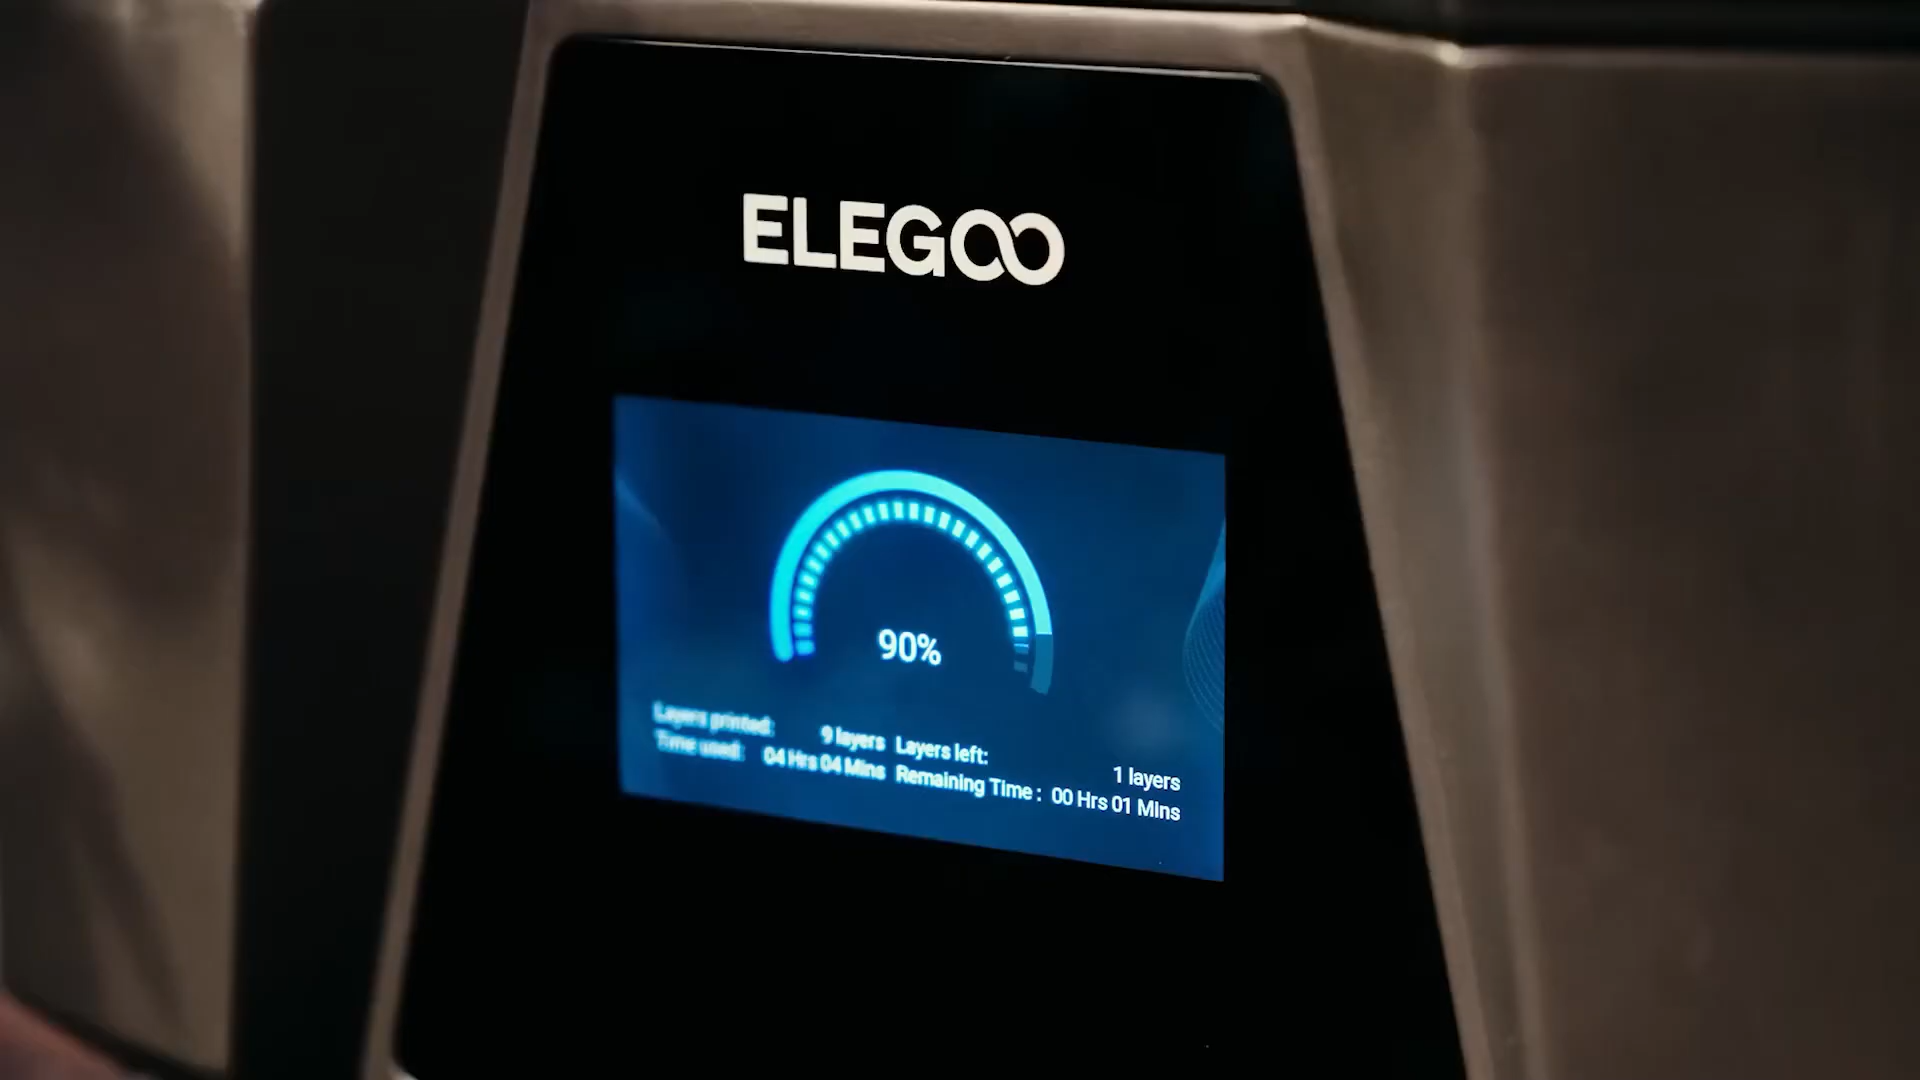 ELEGOO
90%
Layers printed: 9 layers Layers left: 1 layers
Time used: 04 Hrs 04 Mins Remaining Time : 00 Hrs 01 Mins